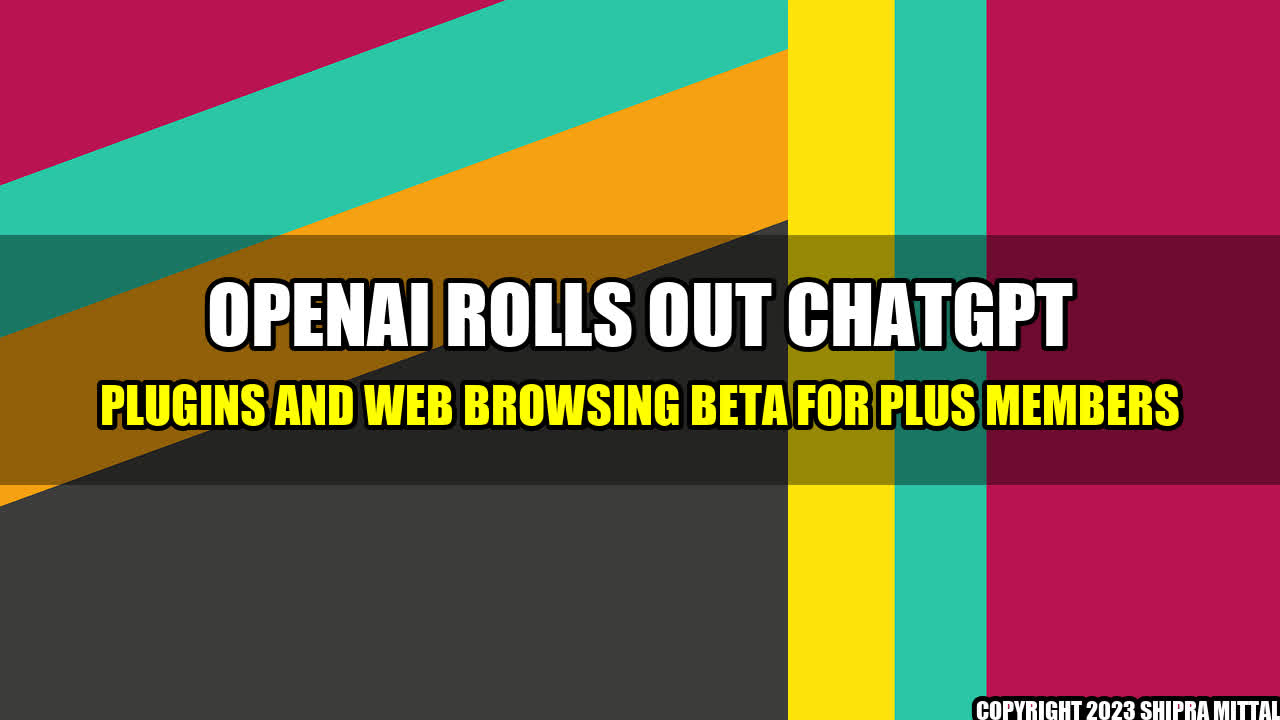 OPENAI ROLLS OUT CHATGPT
PLUGINS AND WEB BROWSING BETA FOR PLUS MEMBERS
COPYRIGHT 2023 SHIPRA MITTAL